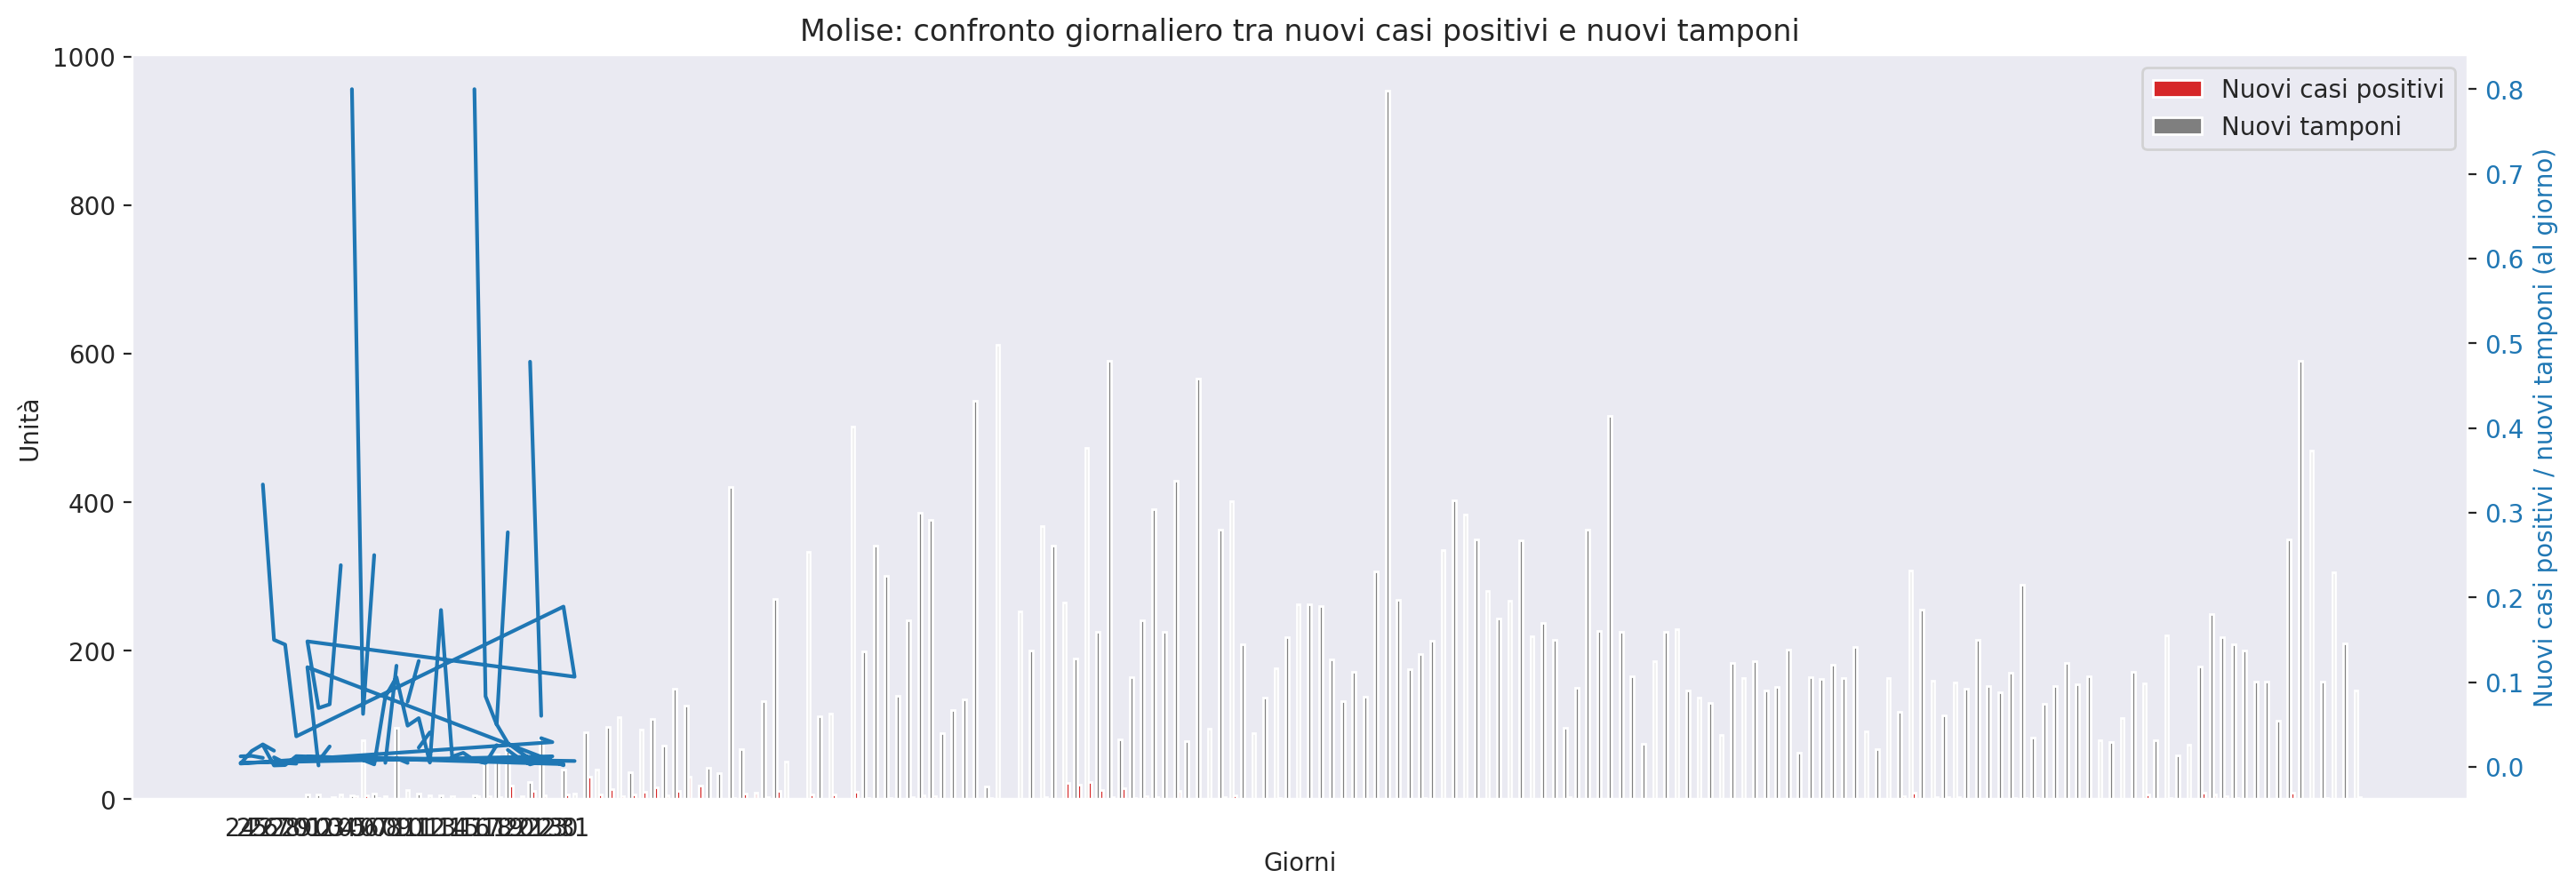 Molise: confronto giornaliero tra nuovi casi positivi e nuovi tamponi
1000
800
600
400
200
0
Unità
Nuovi casi positivi
Nuovi tamponi
0.8
0.7
0.6
0.5
0.4
0.3
0.2
0.1
0.0
Nuovi casi positivi / nuovi tamponi (al giorno)
Giorni